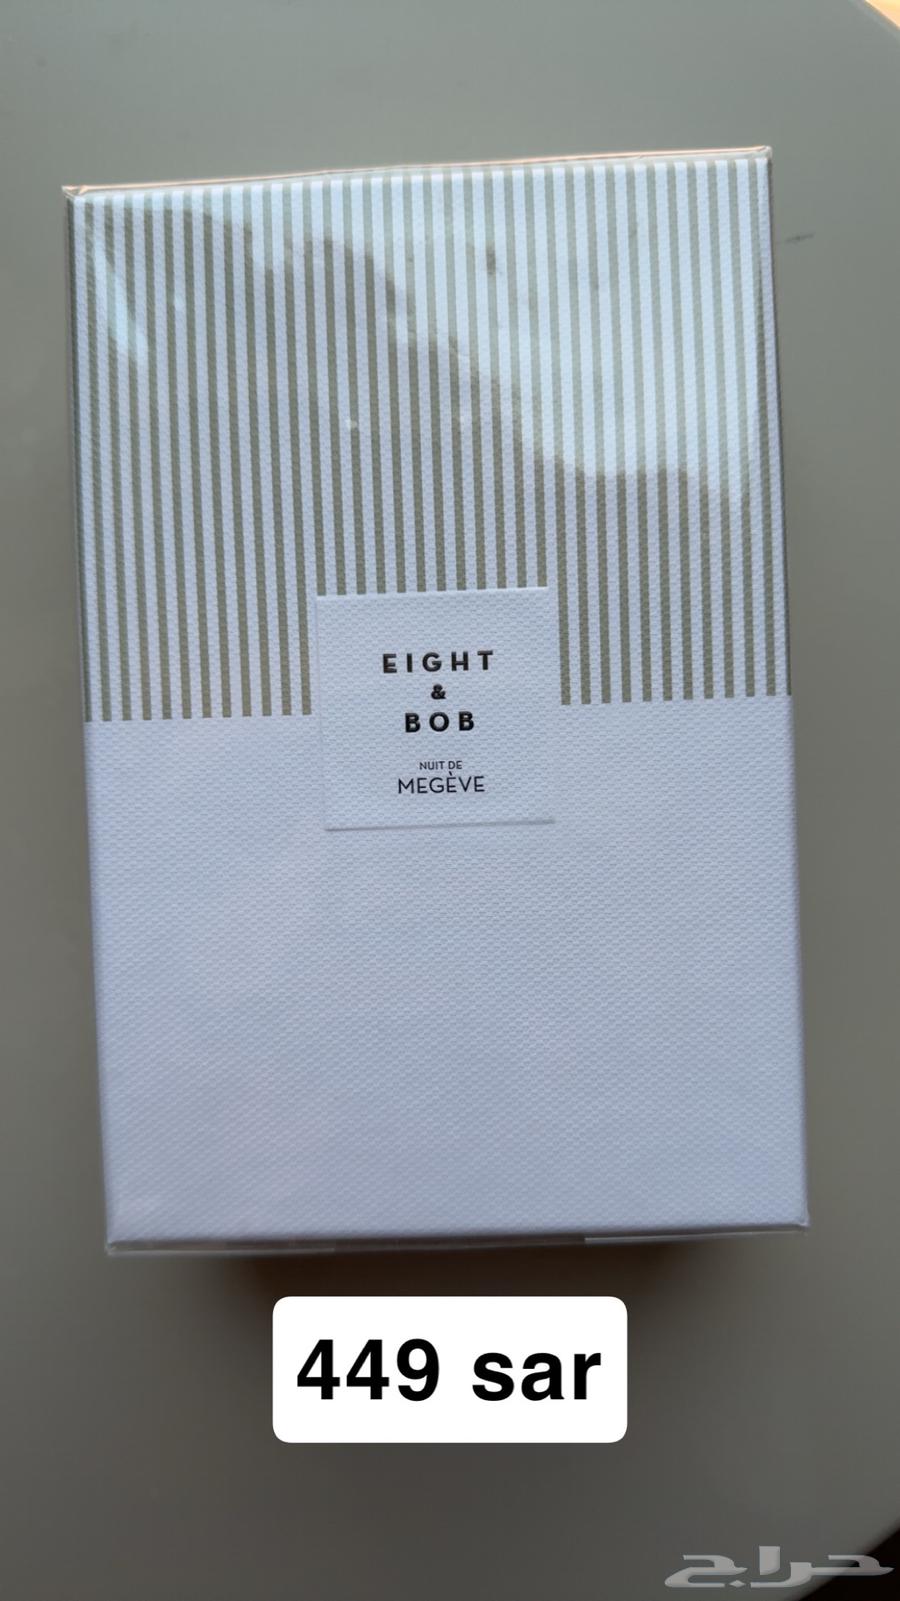 EIGHT
&
BOB
NUIT DE
MEGÈVE
449 sar
حراج